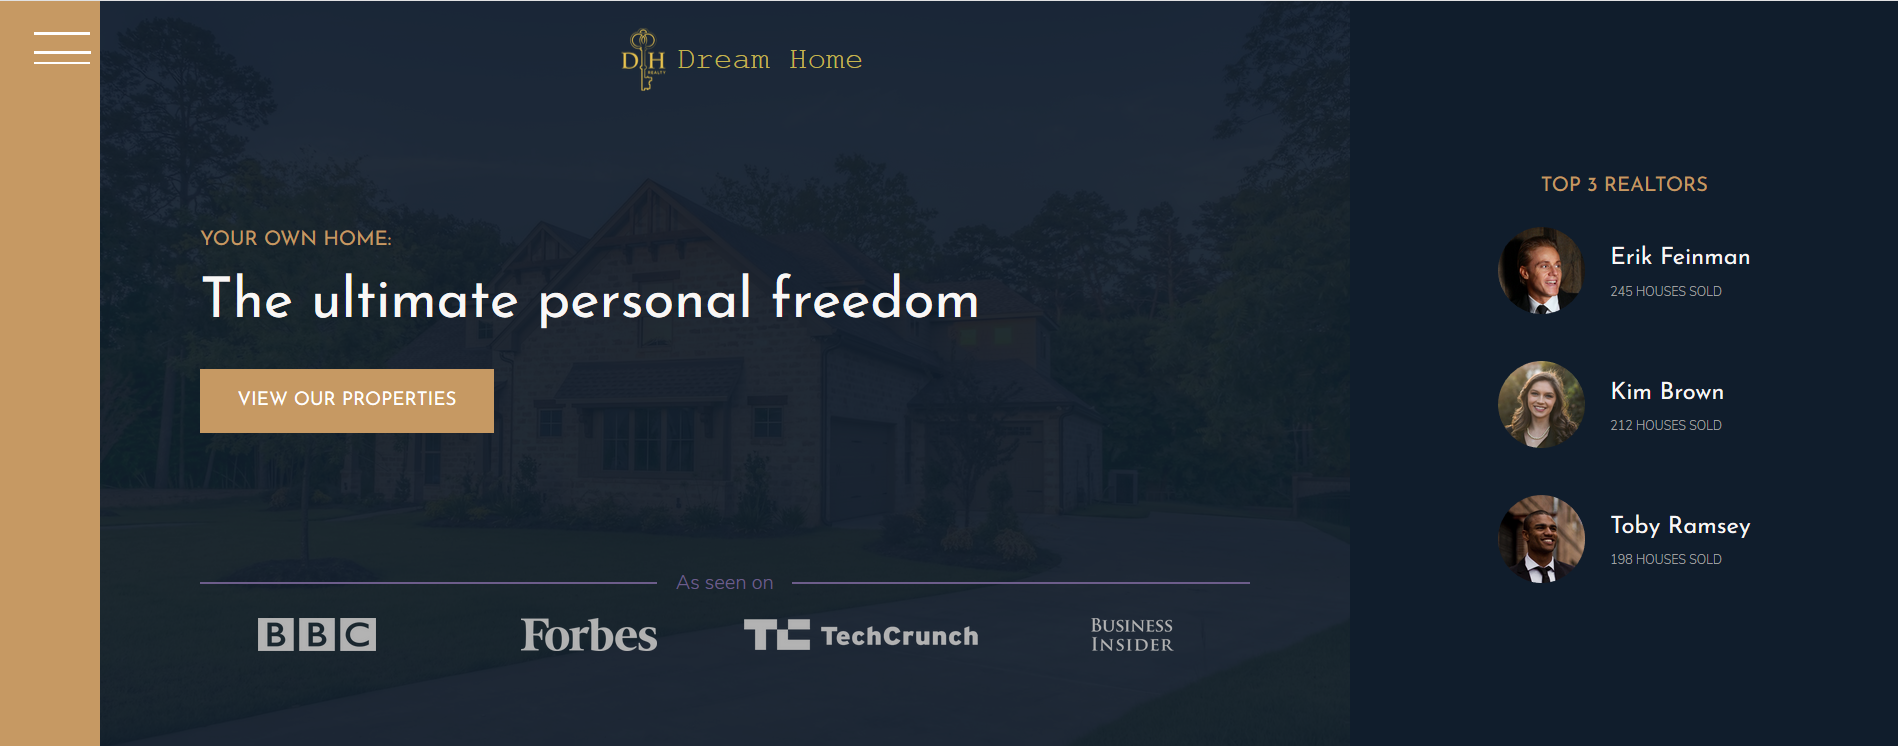 DH
REALTY
Dream Home
YOUR OWN HOME:
The ultimate personal freedom
VIEW OUR PROPERTIES
As seen on
BBC
Forbes
TC TechCrunch
BUSINESS
INSIDER
TOP 3 REALTORS
Erik Feinman
245 HOUSES SOLD
Kim Brown
212 HOUSES SOLD
Toby Ramsey
198 HOUSES SOLD